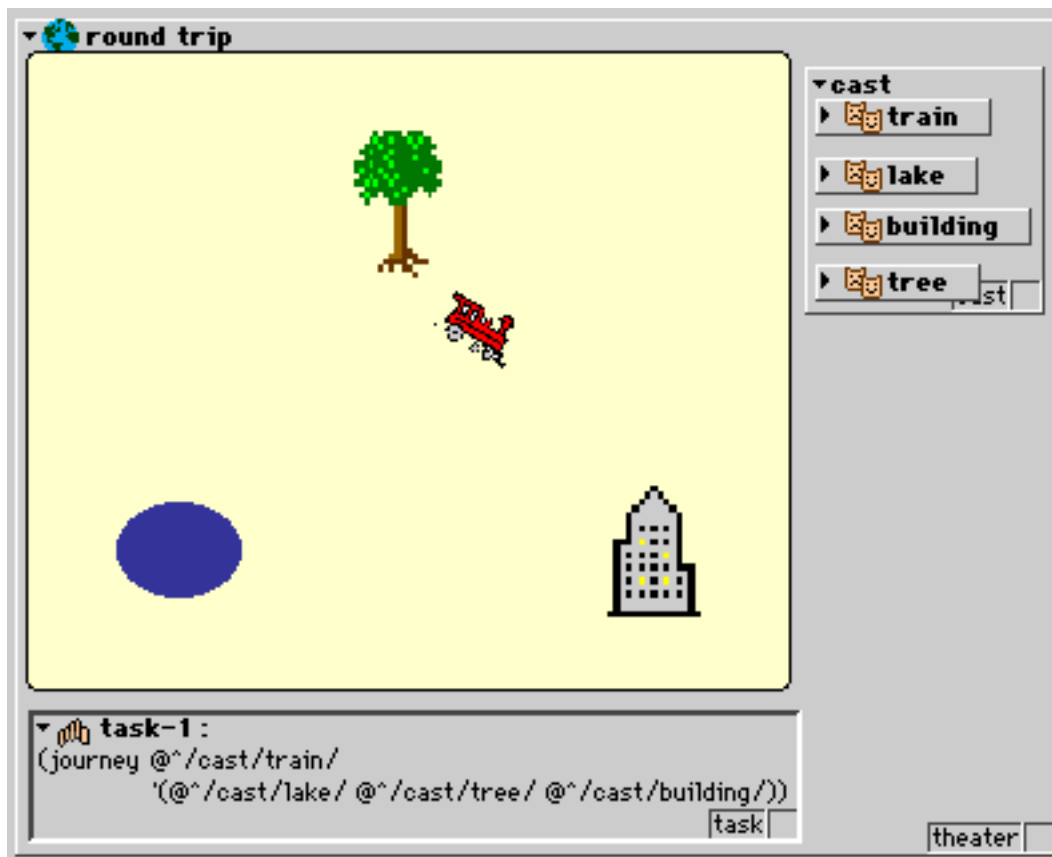 round trip
cast
train
lake
building
tree
task-1 :
(journey @^/cast/train/
'(@^/cast/lake/ @^/cast/tree/ @^/cast/building/))
task
theater